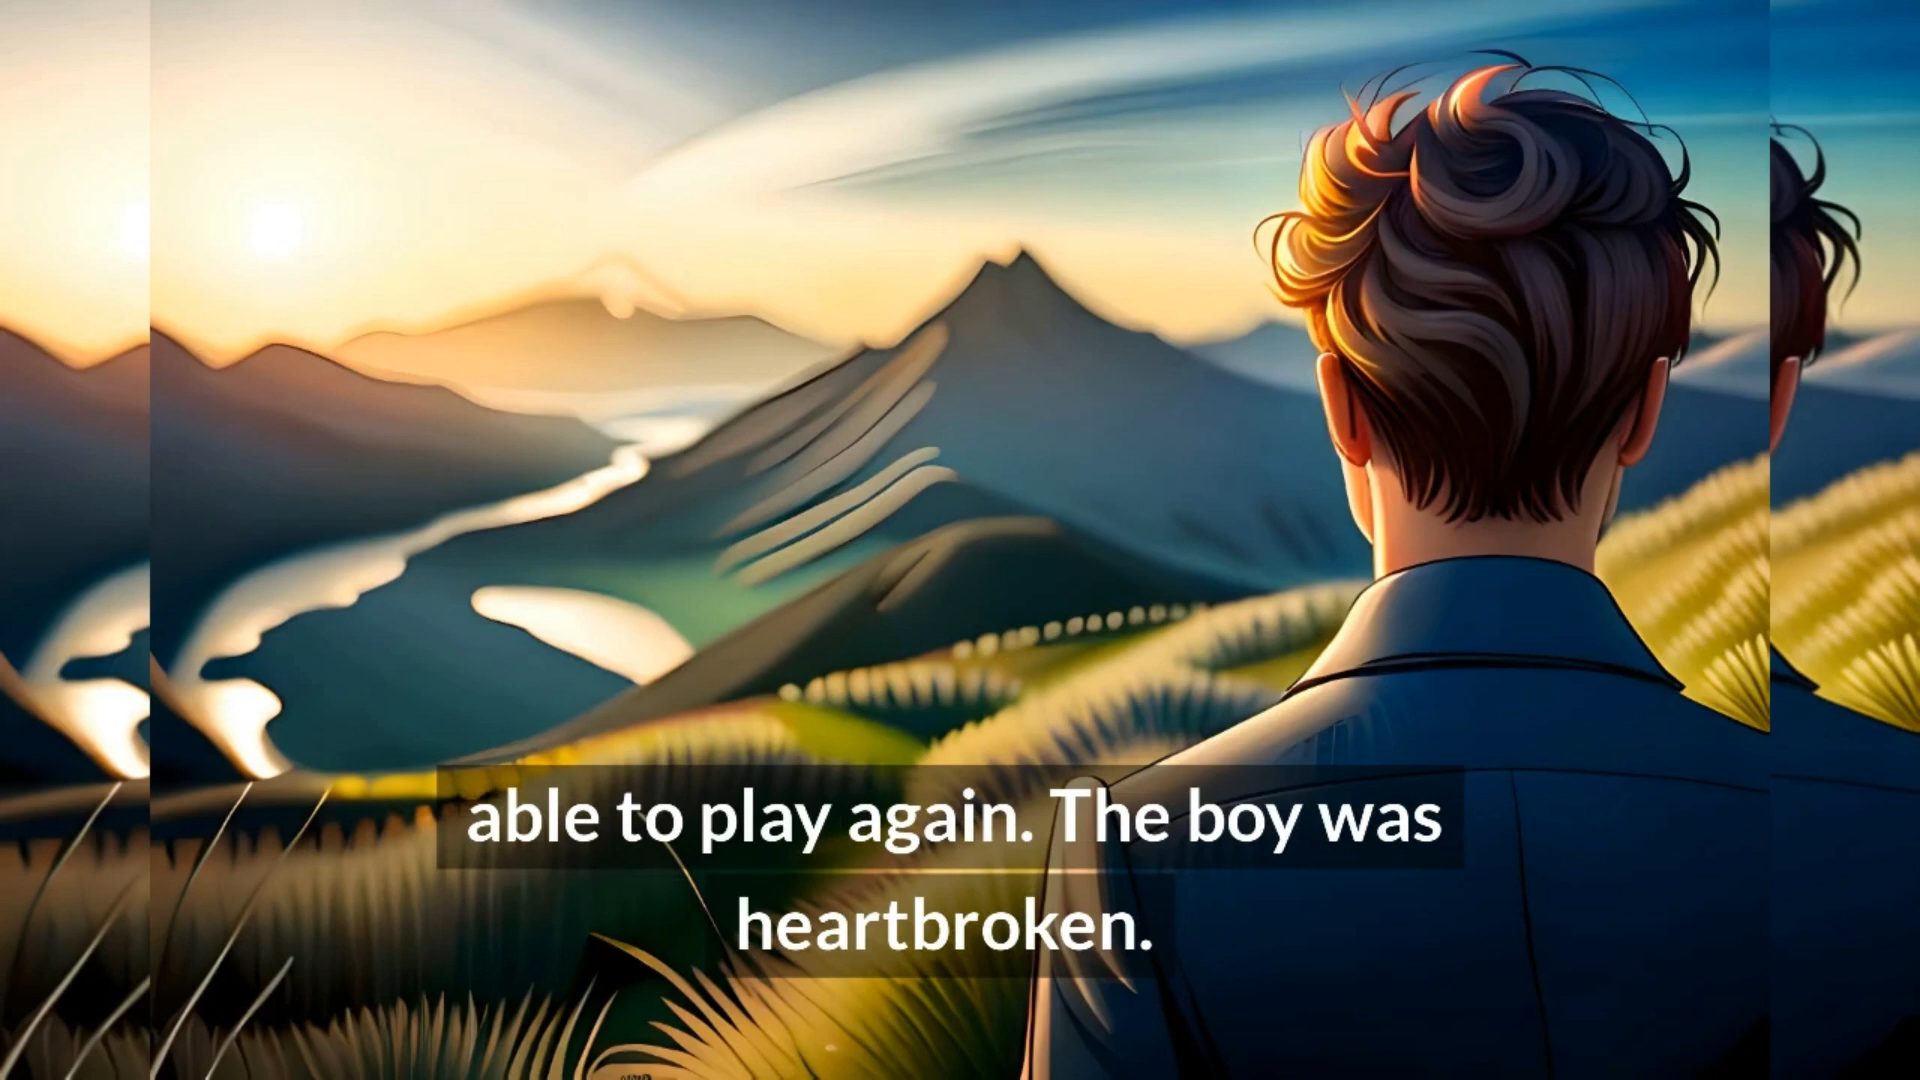 able to play again. The boy was
heartbroken.